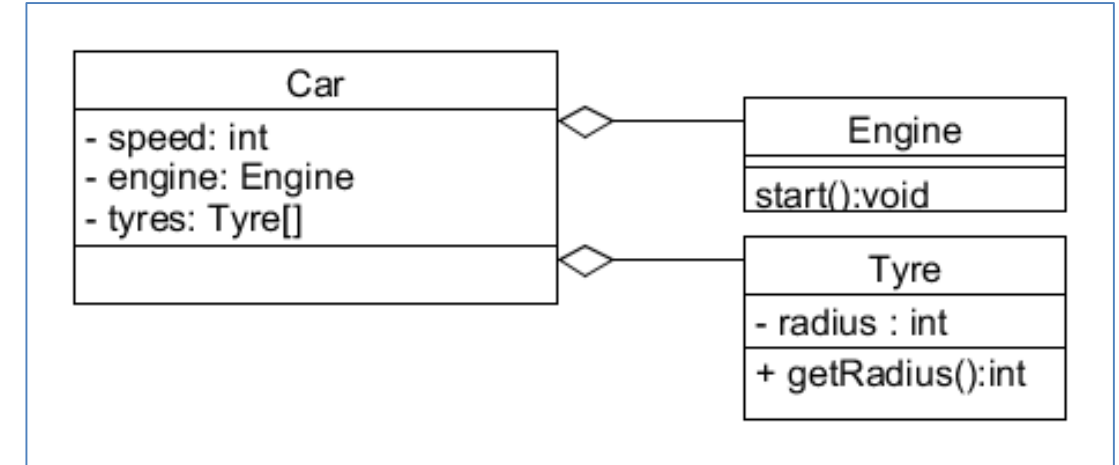 Car
- speed: int
- engine: Engine
- tyres: Tyre[]
Engine
start():void
Tyre
- radius : int
+ getRadius():int